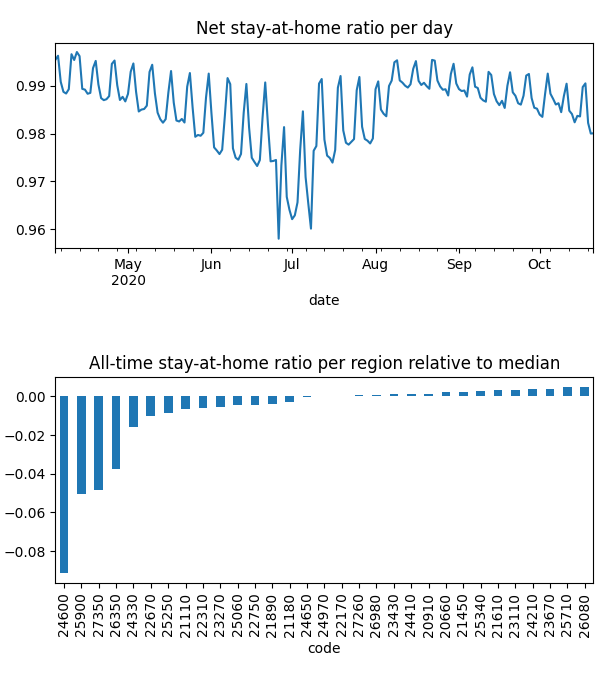 Net stay-at-home ratio per day
0.99
0.98
0.97
0.96
May Jun Jul Aug Sep Oct
2020
date
All-time stay-at-home ratio per region relative to median
0.00
−0.02
−0.04
−0.06
−0.08
24600 25900 27350 26350 24330 22670 25250 21110 22310 23270 25060 22750 21890 21180 24650 24970 22170 27260 26980 23430 24410 20910 20660 21450 25340 21610 23110 24210 23670 25710 26080
code